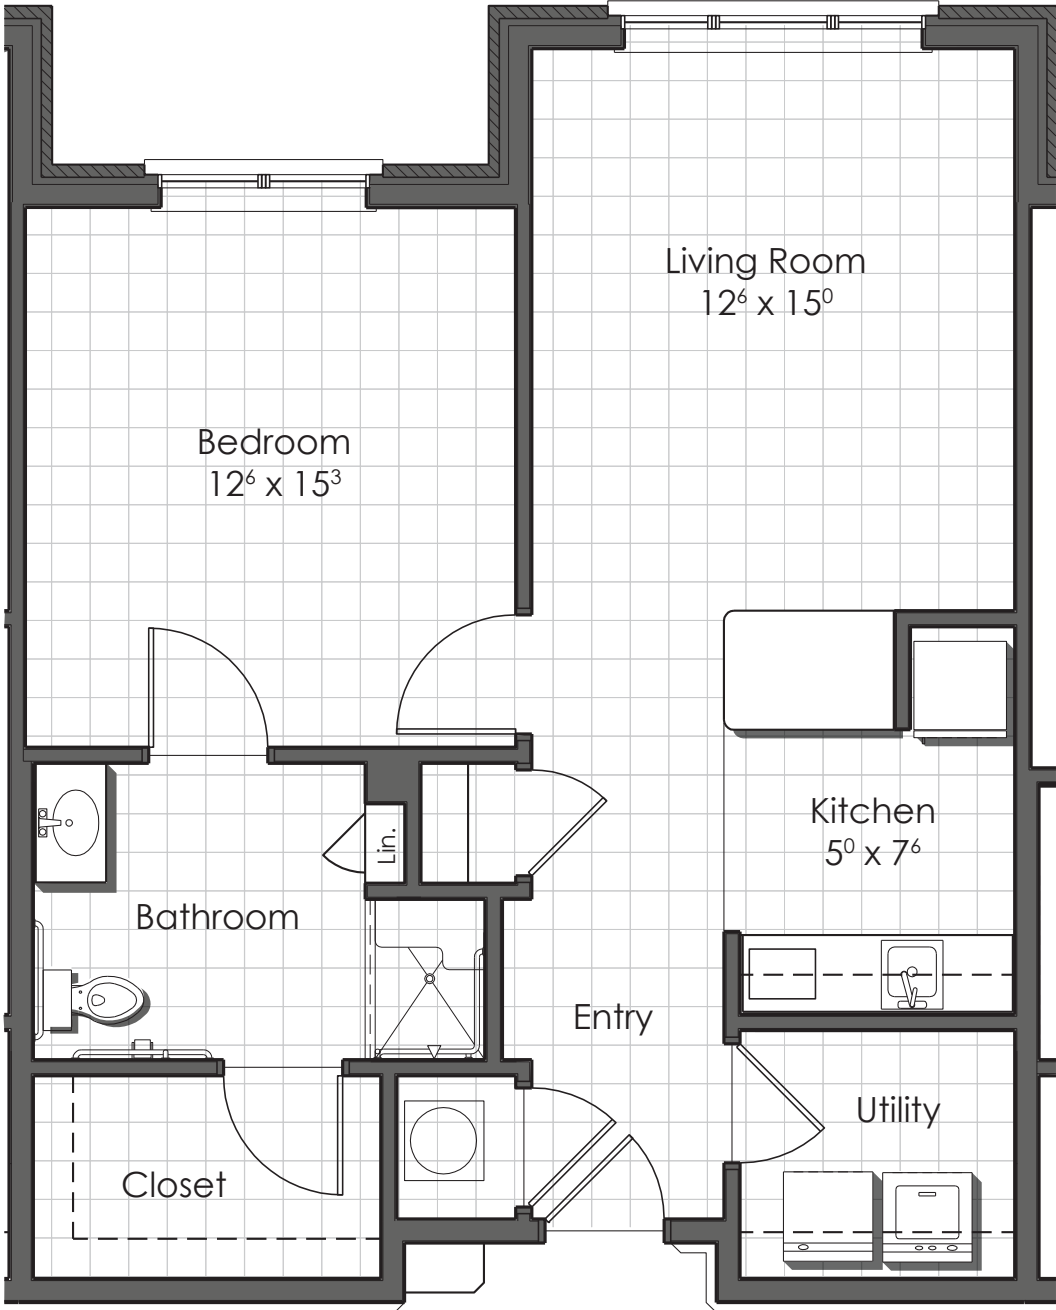 Living Room
12⁶ x 15⁰
Bedroom
12⁶ x 15³
Kitchen
5⁰ x 7⁶
Lin.
Bathroom
Entry
Utility
Closet